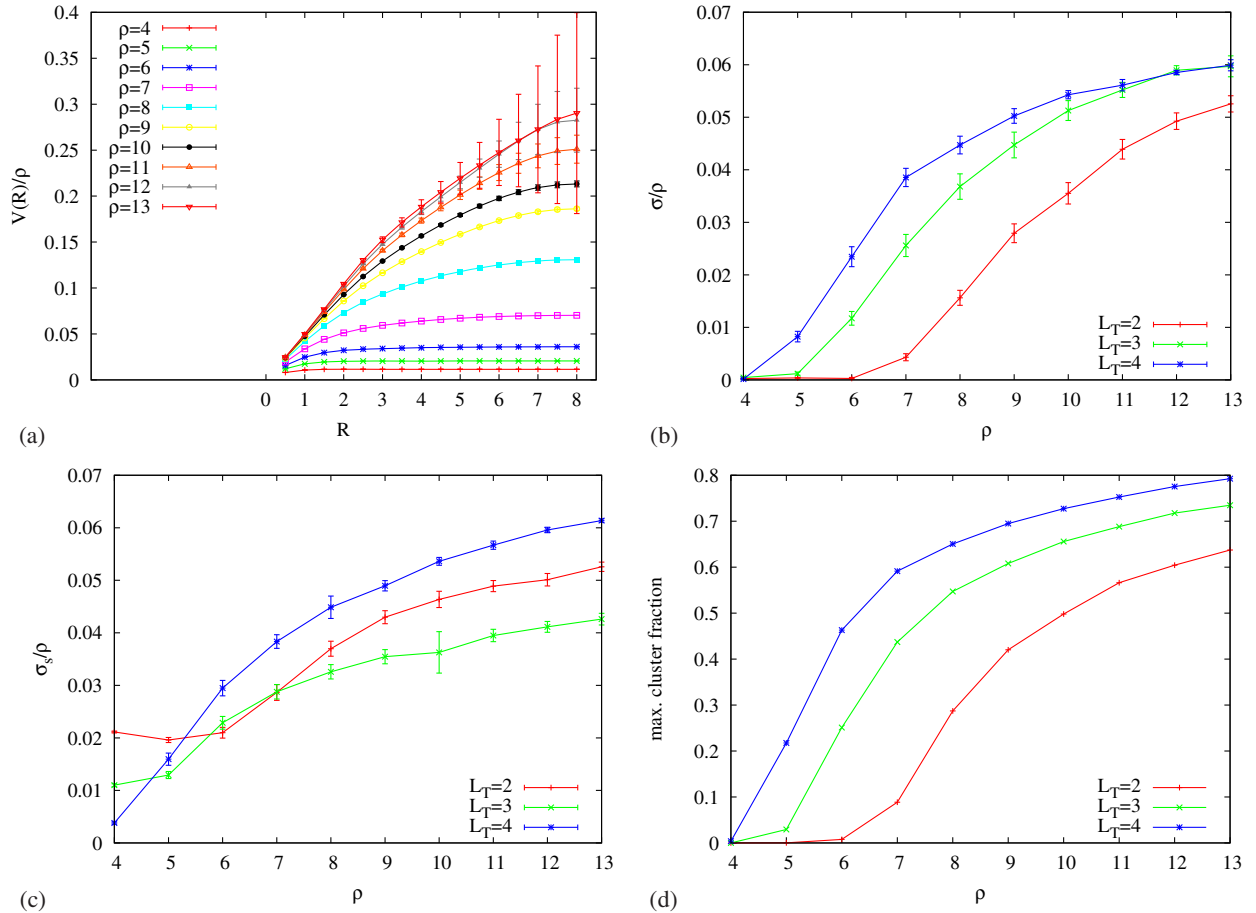 0.4
0.35
0.3
0.25
0.2
0.15
0.1
0.05
0
V(R)/ρ
ρ=4
ρ=5
ρ=6
ρ=7
ρ=8
ρ=9
ρ=10
ρ=11
ρ=12
ρ=13
0 1 2 3 4 5 6 7 8
R
(a)
0.07
0.06
0.05
0.04
0.03
0.02
0.01
0
σ/ρ
L_T=2
L_T=3
L_T=4
4 5 6 7 8 9 10 11 12 13
ρ
(b)
0.07
0.06
0.05
0.04
0.03
0.02
0.01
0
σ_s/ρ
L_T=2
L_T=3
L_T=4
4 5 6 7 8 9 10 11 12 13
ρ
(c)
0.8
0.7
0.6
0.5
0.4
0.3
0.2
0.1
0
max. cluster fraction
L_T=2
L_T=3
L_T=4
4 5 6 7 8 9 10 11 12 13
ρ
(d)